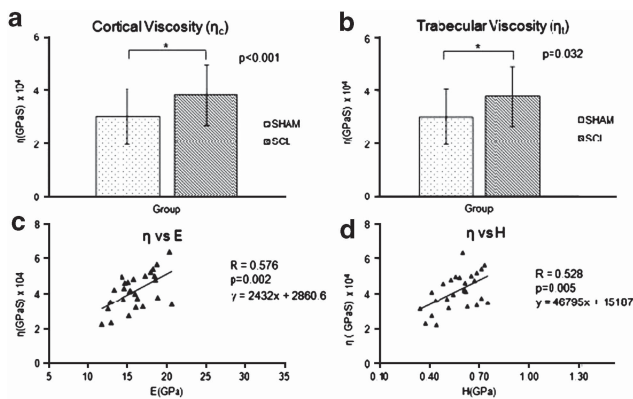 a
Cortical Viscosity (ηc)
6
4
2
0
η(GPaS) x 10⁴
*
p<0.001
SHAM
SCI
Group
b
Trabecular Viscosity (ηt)
6
4
2
0
η(GPaS) x 10⁴
*
p=0.032
SHAM
SCI
Group
c
η vs E
8
6
4
2
0
η(GPaS) x 104
R = 0.576
p=0.002
y = 2432x + 2860.6
5 10 15 20 25 30 35
E(GPa)
d
η vs H
8
6
4
2
0
η ( GPaS) x 10⁴
R = 0.528
p=0.005
y = 46795x + 15107
0 10 0 40 0 70 1.00 1 30
H(GPa)